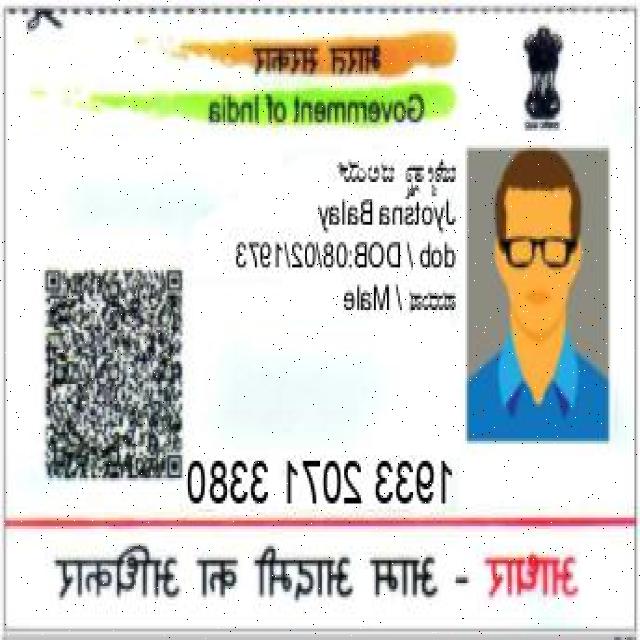 भारत सरकार
Government of India
Jyotsna Balay
dob / DOB:08/02/1973
ಪುರುಷ / Male
1933 2071 3380
आधार - आम आदमी का अधिकार